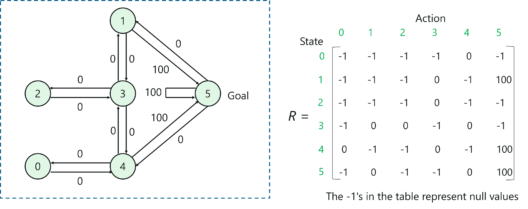 1
0
0 0
100
0 0
2 3 100 5 Goal
0 100
0 0
0 0
0 4
0
Action
State 0 1 2 3 4 5
0 -1 -1 -1 -1 0 -1
1 -1 -1 -1 0 -1 100
2 -1 -1 -1 0 -1 -1
R =
3 -1 0 0 -1 0 -1
4 0 -1 -1 0 -1 100
5 -1 0 -1 -1 0 100
The -1's in the table represent null values